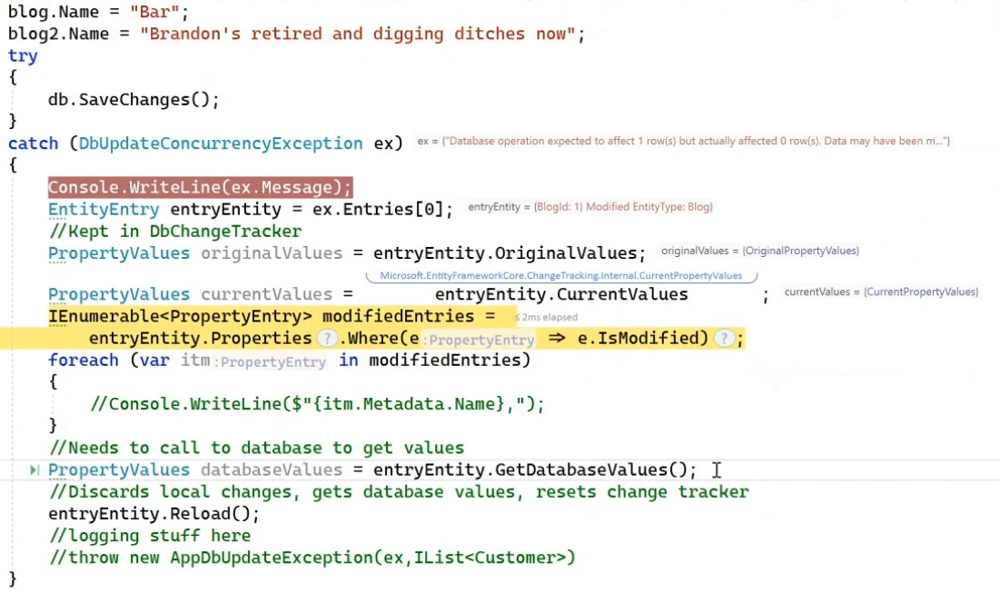 blog.Name = "Bar";
blog2.Name = "Brandon's retired and digging ditches now";
try
{
db.SaveChanges();
}
catch (DbUpdateConcurrencyException ex) ex = {"Database operation expected to affect 1 row(s) but actually affected 0 row(s). Data may have been m..."}
{
Console.WriteLine(ex.Message);
EntityEntry entryEntity = ex.Entries[0]; entryEntity = {BlogId: 1} Modified EntityType: Blog}
//Kept in DbChangeTracker
PropertyValues originalValues = entryEntity.OriginalValues; originalValues = {OriginalPropertyValues}
Microsoft.EntityFrameworkCore.ChangeTracking.Internal.CurrentPropertyValues
PropertyValues currentValues = entryEntity.CurrentValues ; currentValues = {CurrentPropertyValues}
IEnumerable<PropertyEntry> modifiedEntries = ≤ 2ms elapsed
entryEntity.Properties ? .Where(e :PropertyEntry => e.IsModified) ? ;
foreach (var itm :PropertyEntry in modifiedEntries)
{
//Console.WriteLine($"{itm.Metadata.Name},");
}
//Needs to call to database to get values
PropertyValues databaseValues = entryEntity.GetDatabaseValues();
//Discards local changes, gets database values, resets change tracker
entryEntity.Reload();
//logging stuff here
//throw new AppDbUpdateException(ex,IList<Customer>)
}